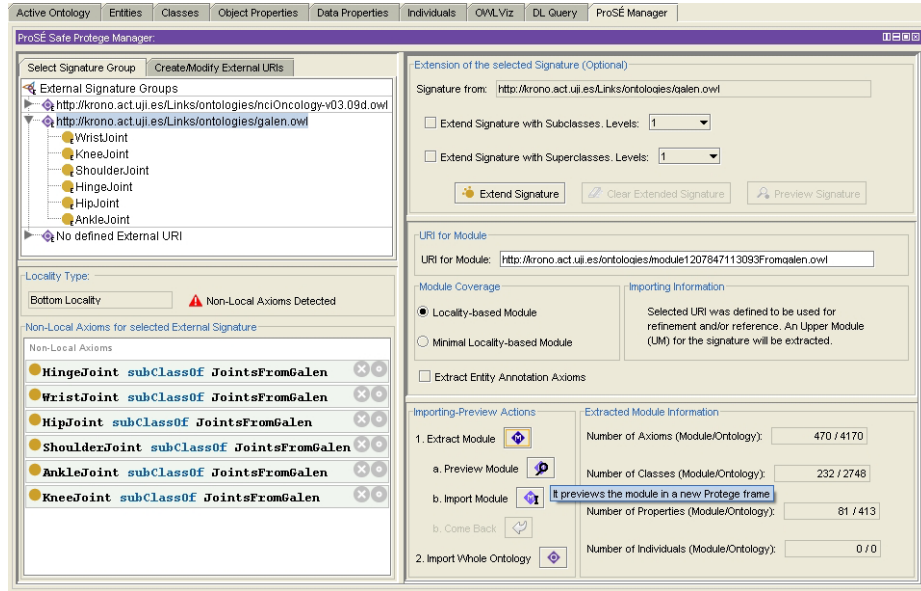 Active Ontology Entities Classes Object Properties Data Properties Individuals OWLViz DL Query ProSÉ Manager
ProSÉ Safe Protege Manager:
Select Signature Group Create/Modify External URIs
External Signature Groups
http://krono.act.uji.es/Links/ontologies/nciOncology-v03.09d.owl
http://krono.act.uji.es/Links/ontologies/galen.owl
WristJoint
KneeJoint
ShoulderJoint
HingeJoint
HipJoint
AnkleJoint
No defined External URI
Locality Type:
Bottom Locality Non-Local Axioms Detected
Non-Local Axioms for selected External Signature
Non-Local Axioms
HingeJoint subClassOf JointsFromGalen
WristJoint subClassOf JointsFromGalen
HipJoint subClassOf JointsFromGalen
ShoulderJoint subClassOf JointsFromGalen
AnkleJoint subClassOf JointsFromGalen
KneeJoint subClassOf JointsFromGalen
Extension of the selected Signature (Optional)
Signature from: http://krono.act.uji.es/Links/ontologies/galen.owl
Extend Signature with Subclasses. Levels: 1
Extend Signature with Superclasses. Levels: 1
Extend Signature Clear Extended Signature Preview Signature
URI for Module
URI for Module: http://krono.act.uji.es/ontologies/module1207847113093Fromgalen.owl
Module Coverage
Locality-based Module
Minimal Locality-based Module
Importing Information
Selected URI was defined to be used for
refinement and/or reference. An Upper Module
(UM) for the signature will be extracted.
Extract Entity Annotation Axioms
Importing-Preview Actions
1. Extract Module
a. Preview Module
b. Import Module
b. Come Back
2. Import Whole Ontology
Extracted Module Information
Number of Axioms (Module/Ontology): 470 / 4170
Number of Classes (Module/Ontology): 232 / 2748
It previews the module in a new Protege frame
Number of Properties (Module/Ontology): 81 / 413
Number of Individuals (Module/Ontology): 0 / 0